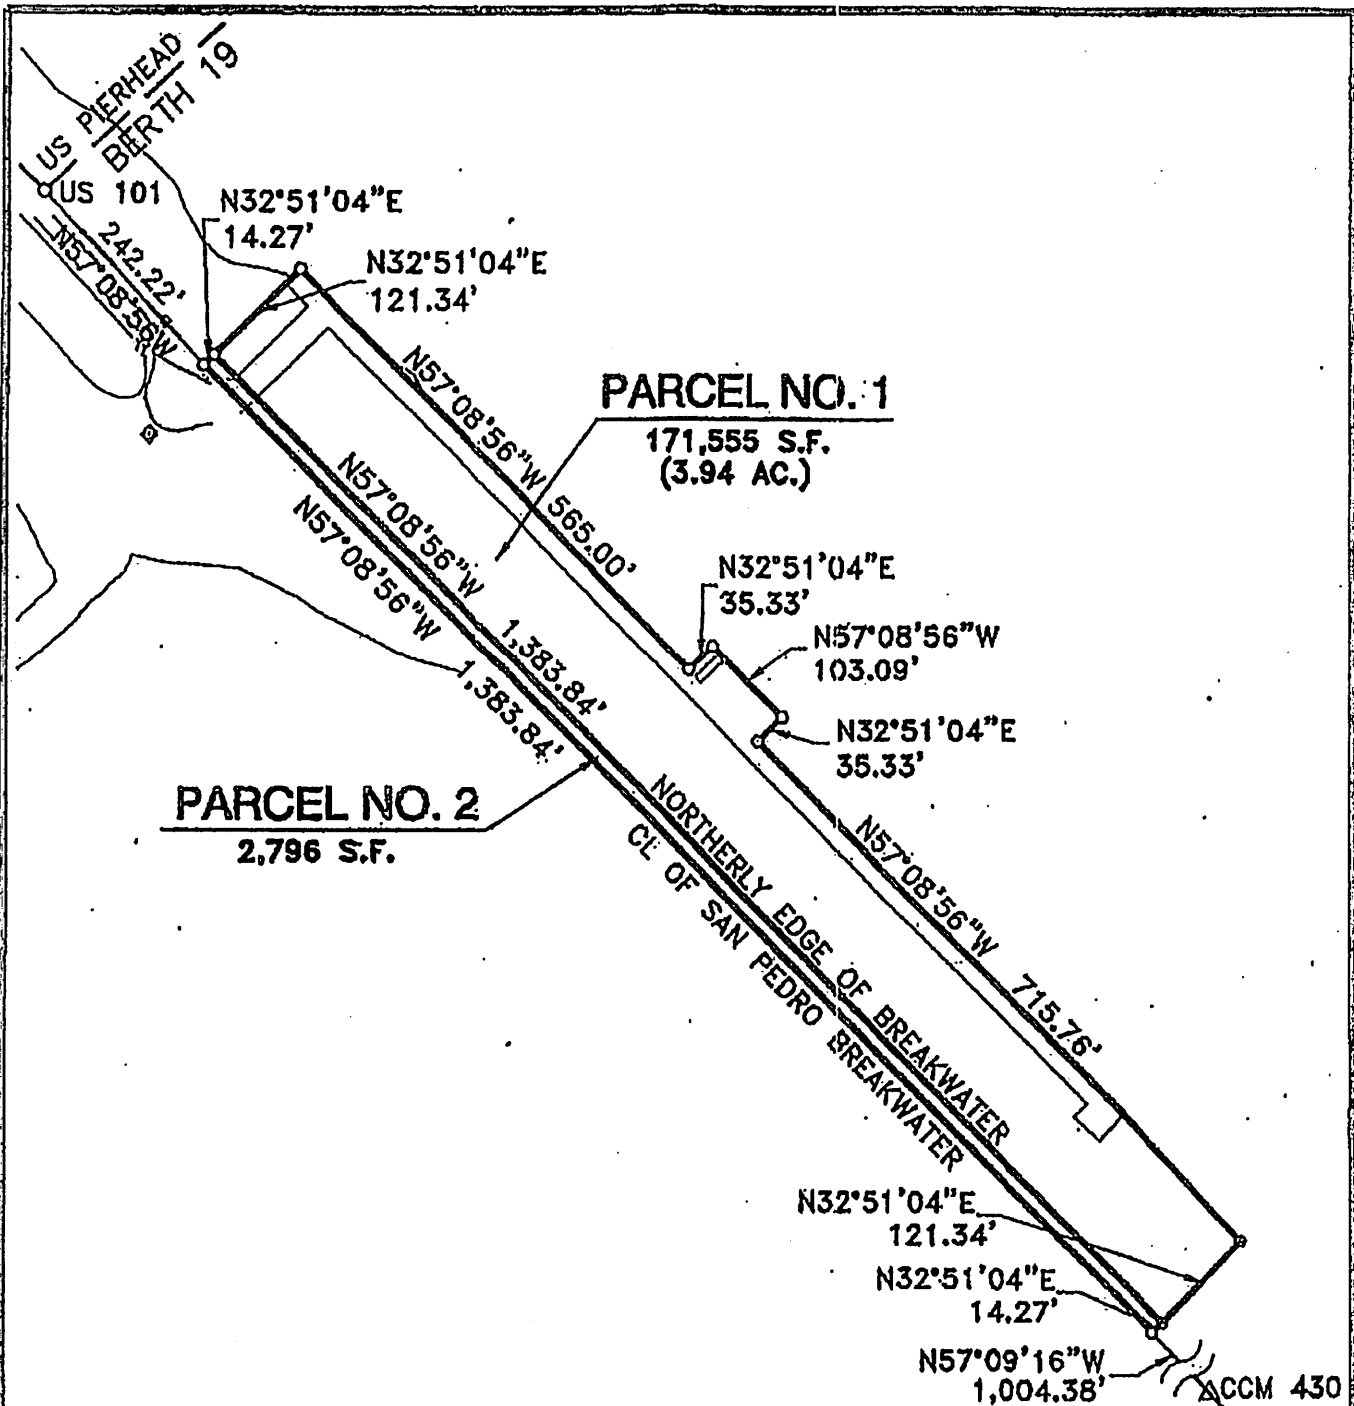 US PIERHEAD
BERTH 19
US 101
242.22'
N57°08'56W
N32°51'04"E
14.27'
N32°51'04"E
121.34'
N57°08'56"W 565.00'
PARCEL NO. 1
171,555 S.F.
(3.94 AC.)
N57°08'56"W 1,383.84'
N57°08'56"W 1,383.84'
N32°51'04"E
35.33'
N57°08'56"W
103.09'
N32°51'04"E
35.33'
PARCEL NO. 2
2,796 S.F.
NORTHERLY EDGE OF BREAKWATER
CL OF SAN PEDRO BREAKWATER
N57°08'56"W 715.76'
N32°51'04"E
121.34'
N32°51'04"E
14.27'
N57°09'16"W
1,004.38'
CCM 430